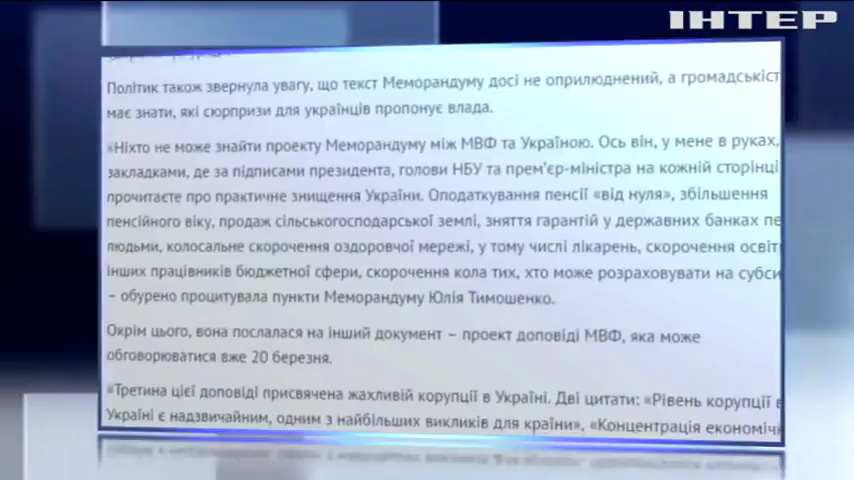 ІНТЕР
Політик також звернула увагу, що текст Меморандуму досі не оприлюднений, а громадськіст
має знати, які сюрпризи для українців пропонує влада.
«Ніхто не може знайти проекту Меморандуму між МВФ та Україною. Ось він, у мене в руках,
закладками, де за підписами президента, голови НБУ та прем’єр-міністра на кожній сторінці
прочитаєте про практичне знищення України. Оподаткування пенсії «від нуля», збільшення
пенсійного віку, продаж сільськогосподарської землі, зняття гарантій у державних банках пе
людьми, колосальне скорочення оздоровчої мережі, у тому числі лікарень, скорочення освіт
інших працівників бюджетної сфери, скорочення кола тих, хто може розраховувати на субси
– обурено процитувала пункти Меморандуму Юлія Тимошенко.
Окрім цього, вона послалася на інший документ – проект доповіді МВФ, яка може
обговорюватися вже 20 березня.
«Третина цієї доповіді присвячена жахливій корупції в Україні. Дві цитати: «Рівень корупції в
Україні є надзвичайним, одним з найбільших викликів для країни», «Концентрація економічн